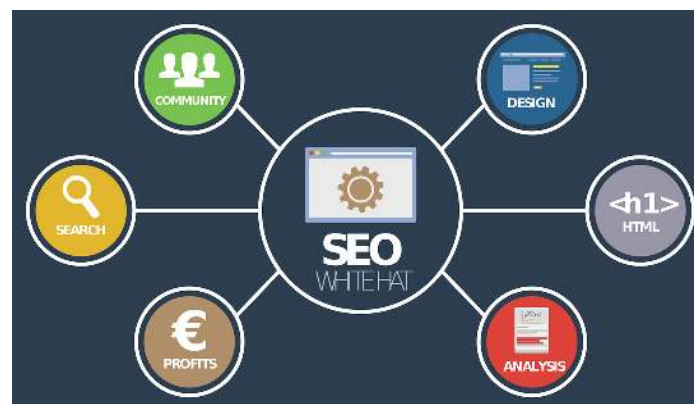 COMMUNITY
DESIGN
SEARCH
SEO
WHITE HAT
<h1>
HTML
€
PROFITS
ANALYSIS